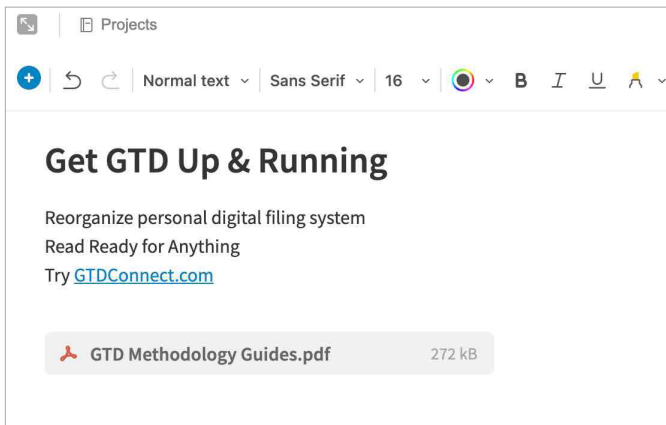 Projects
Normal text Sans Serif 16 B I U A
Get GTD Up & Running
Reorganize personal digital filing system
Read Ready for Anything
Try GTDConnect.com
GTD Methodology Guides.pdf 272 kB